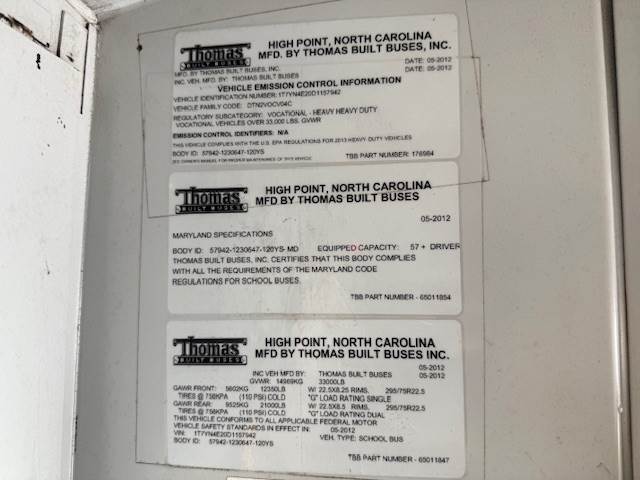 Thomas
BUILT BUSES
HIGH POINT, NORTH CAROLINA
MFD. BY THOMAS BUILT BUSES, INC.
MFD. BY THOMAS BUILT BUSES, INC. DATE: 05-2012
INC. VEH. MFD. BY: THOMAS BUILT BUSES DATE: 05-2012
VEHICLE EMISSION CONTROL INFORMATION
VEHICLE IDENTIFICATION NUMBER: 1T7YN4E20D1157942
VEHICLE FAMILY CODE: DTN2VOCV04C
REGULATORY SUBCATEGORY: VOCATIONAL - HEAVY HEAVY DUTY
VOCATIONAL VEHICLES OVER 33,000 LBS. GVWR
EMISSION CONTROL IDENTIFIERS: N/A
THIS VEHICLE COMPLIES WITH THE U.S. EPA REGULATIONS FOR 2013 HEAVY-DUTY VEHICLES
BODY ID: 57942-1230647-120YS TBB PART NUMBER: 176984
SEE OWNER'S MANUAL FOR PROPER MAINTENANCE OF THIS VEHICLE
Thomas
BUILT BUSES
HIGH POINT, NORTH CAROLINA
MFD BY THOMAS BUILT BUSES
05-2012
MARYLAND SPECIFICATIONS
BODY ID: 57942-1230647-120YS- MD EQUIPPED CAPACITY: 57 + DRIVER
THOMAS BUILT BUSES, INC. CERTIFIES THAT THIS BODY COMPLIES
WITH ALL THE REQUIREMENTS OF THE MARYLAND CODE
REGULATIONS FOR SCHOOL BUSES.
TBB PART NUMBER - 65011854
Thomas
BUILT BUSES
HIGH POINT, NORTH CAROLINA
MFD BY THOMAS BUILT BUSES INC.
05-2012
INC VEH MFD BY: THOMAS BUILT BUSES 05-2012
GVWR: 14969KG 33000LB
GAWR FRONT: 5602KG 12350LB W/ 22.5X8.25 RIMS. 295/75R22.5
TIRES @ 758KPA (110 PSI) COLD "G" LOAD RATING SINGLE
GAWR REAR: 9525KG 21000LB W/ 22.5X8.5 RIMS. 295/75R22.5
TIRES @ 758KPA (110 PSI) COLD "G" LOAD RATING DUAL
THIS VEHICLE CONFORMS TO ALL APPLICABLE FEDERAL MOTOR
VEHICLE SAFETY STANDARDS IN EFFECT IN: 05-2012
VIN: 1T7YN4E20D1157942 VEH. TYPE: SCHOOL BUS
BODY ID: 57942-1230647-120YS
TBB PART NUMBER - 65011847